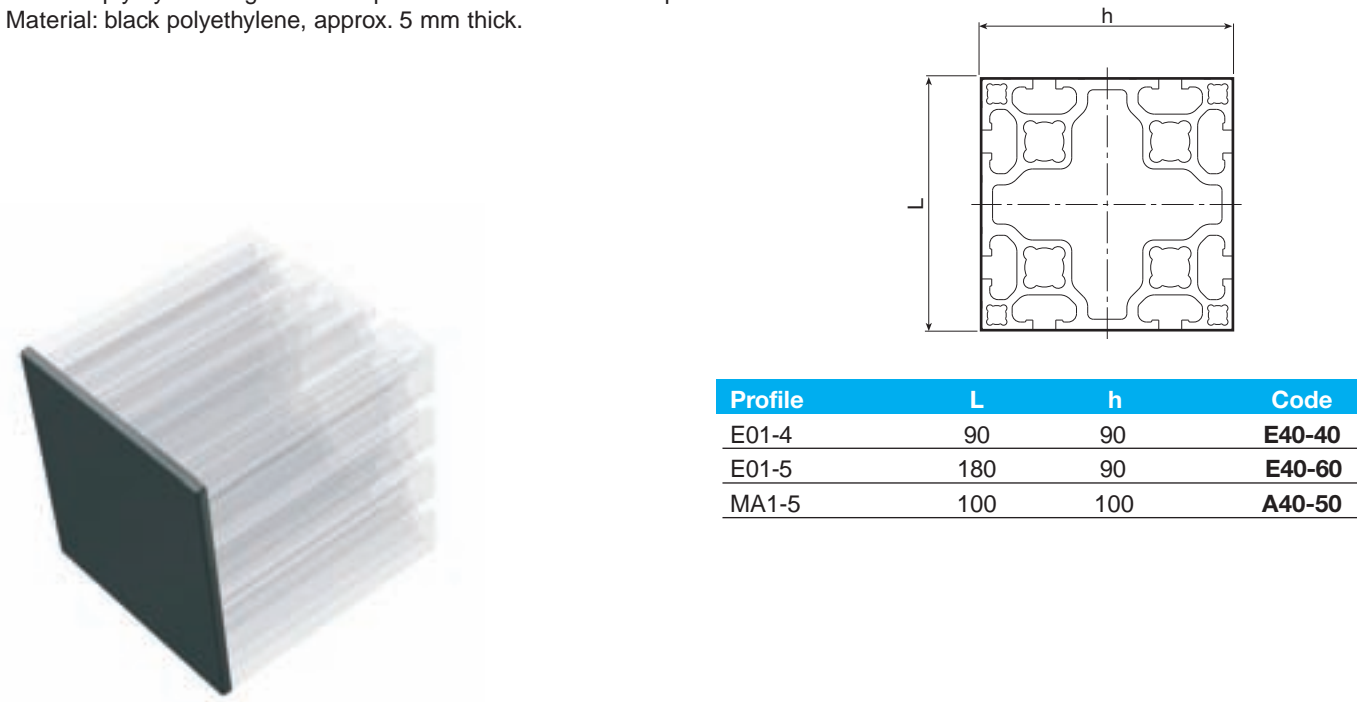 Material: black polyethylene, approx. 5 mm thick.
h
L
Profile L h Code
E01-4 90 90 E40-40
E01-5 180 90 E40-60
MA1-5 100 100 A40-50